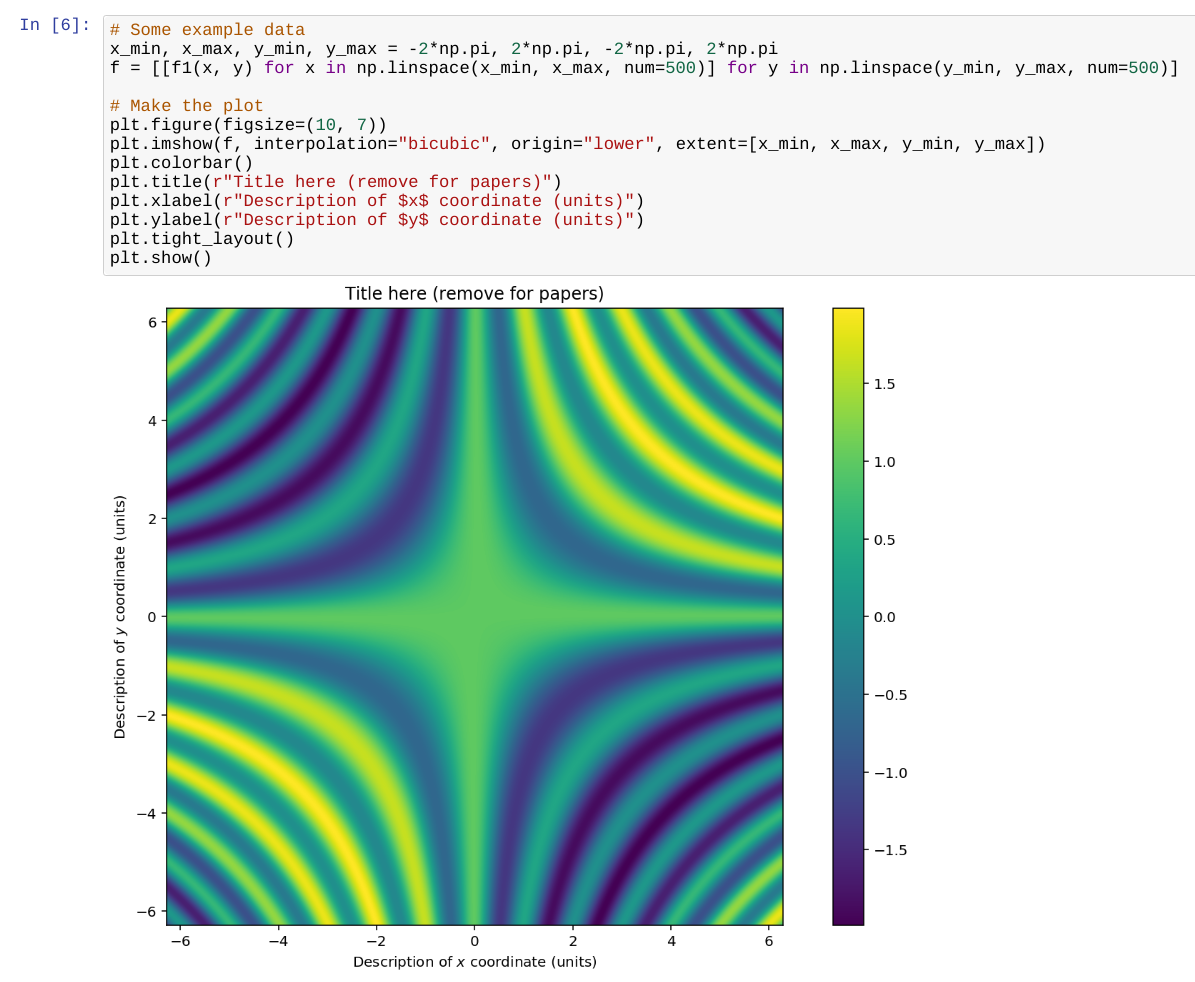 In [6]:
# Some example data
x_min, x_max, y_min, y_max = -2*np.pi, 2*np.pi, -2*np.pi, 2*np.pi
f = [[f1(x, y) for x in np.linspace(x_min, x_max, num=500)] for y in np.linspace(y_min, y_max, num=500)]
# Make the plot
plt.figure(figsize=(10, 7))
plt.imshow(f, interpolation="bicubic", origin="lower", extent=[x_min, x_max, y_min, y_max])
plt.colorbar()
plt.title(r"Title here (remove for papers)")
plt.xlabel(r"Description of $x$ coordinate (units)")
plt.ylabel(r"Description of $y$ coordinate (units)")
plt.tight_layout()
plt.show()
Title here (remove for papers)
Description of y coordinate (units)
6
4
2
0
−2
−4
−6
−6
−4
−2
0
2
4
6
Description of x coordinate (units)
1.5
1.0
0.5
0.0
−0.5
−1.0
−1.5